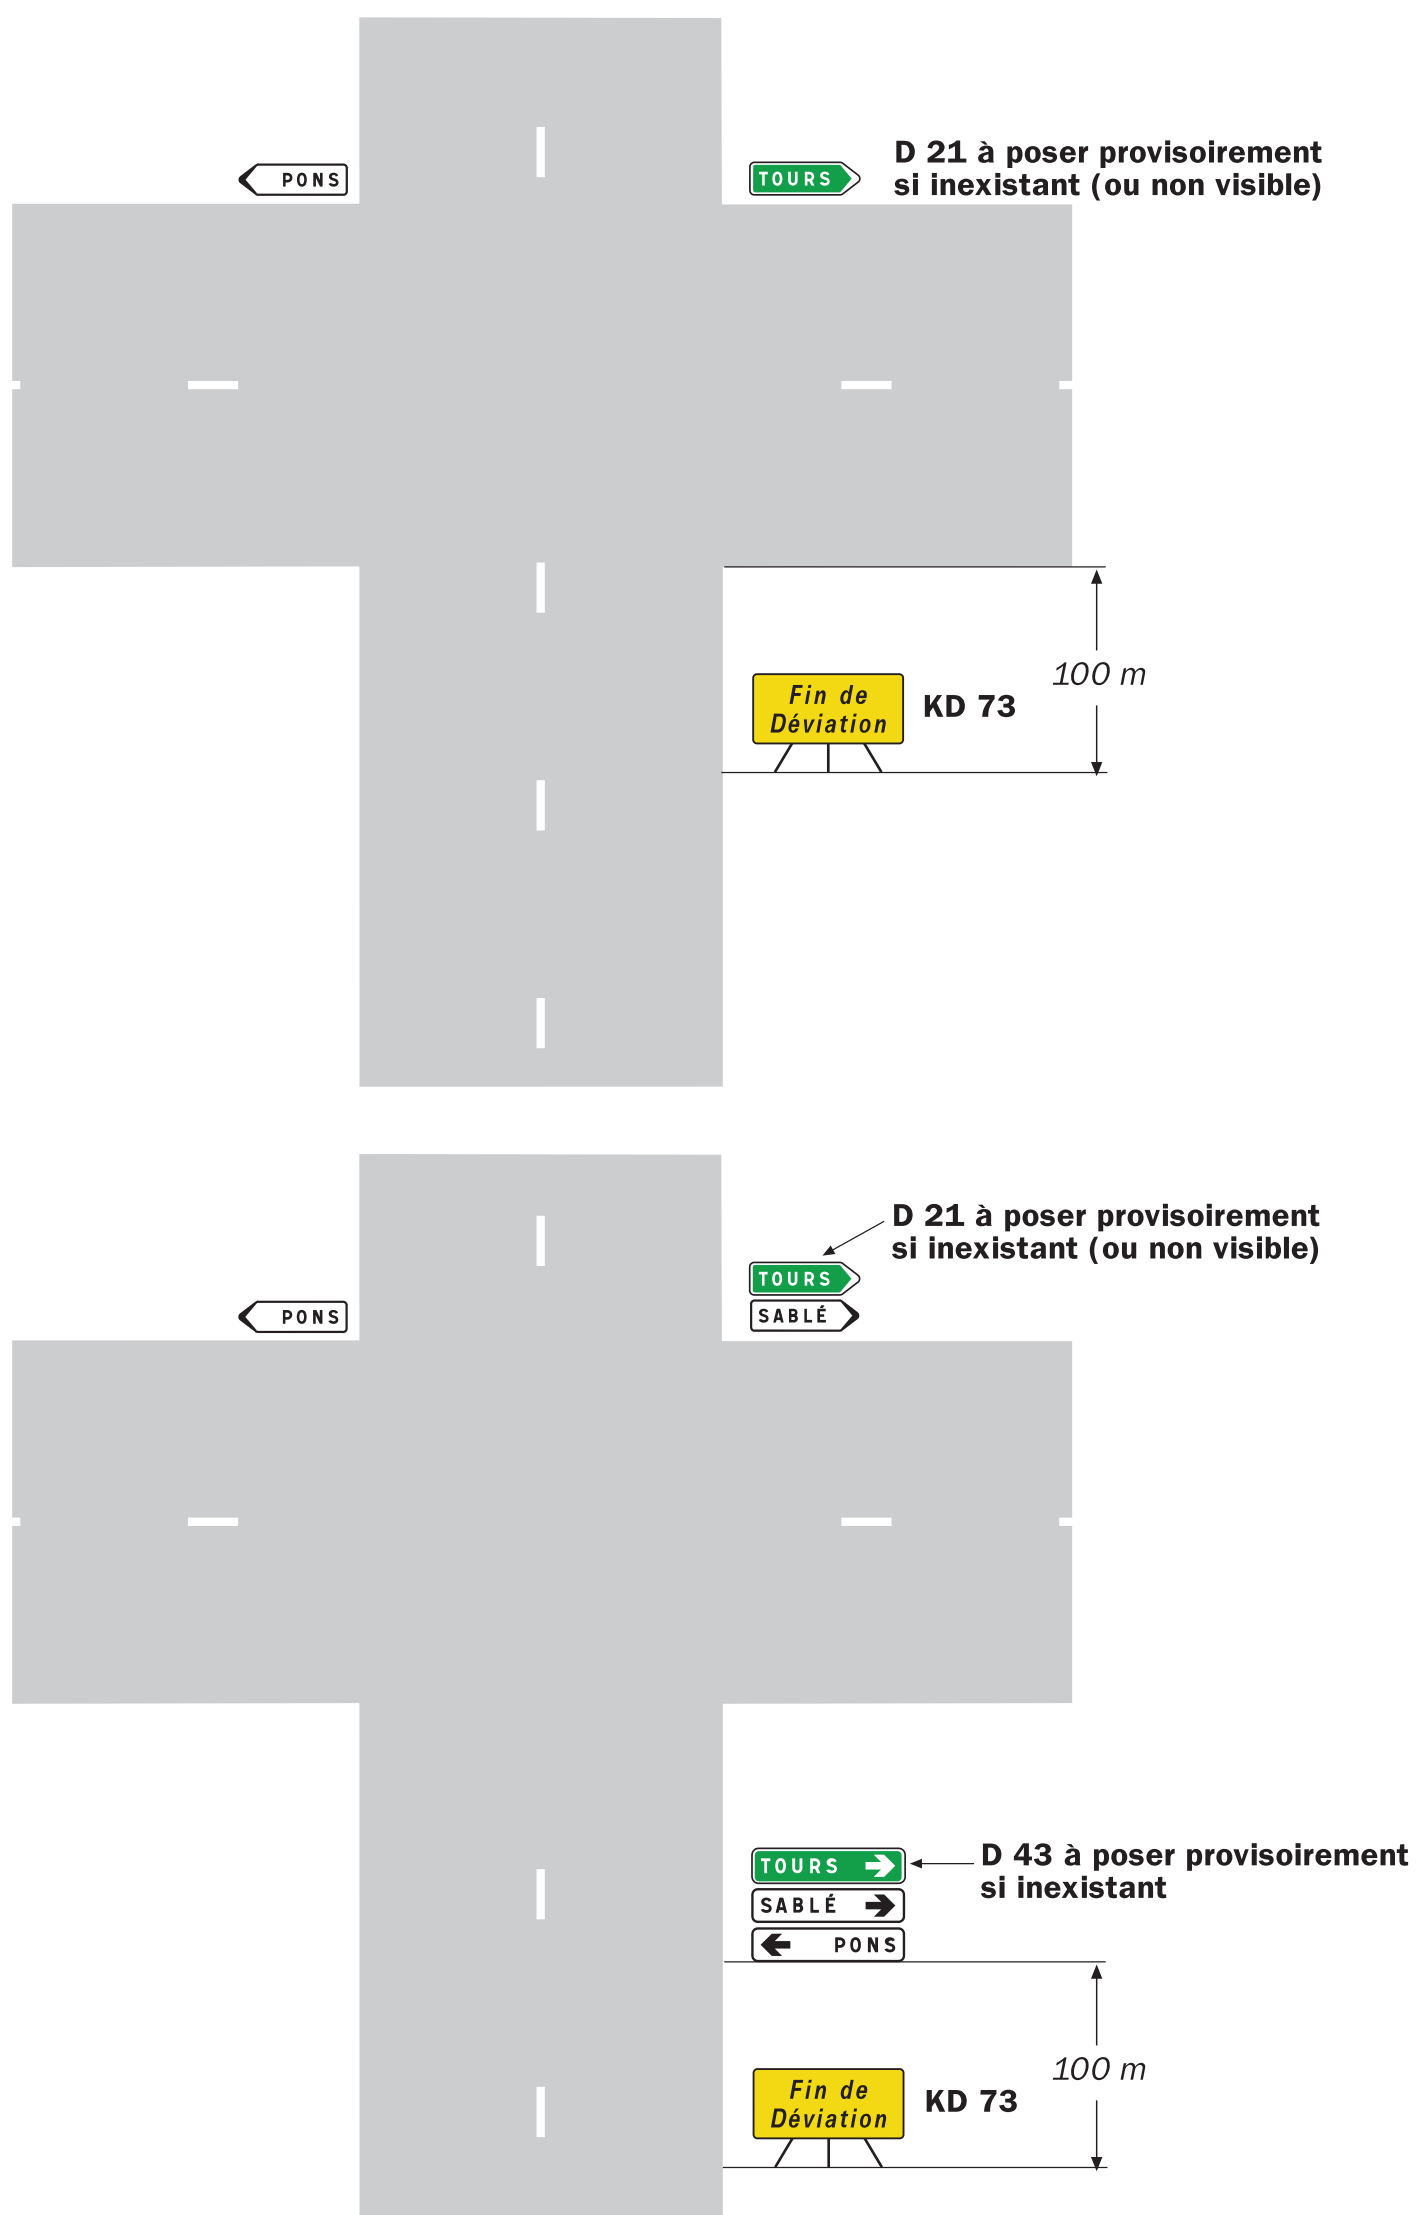 PONS
TOURS
D 21 à poser provisoirement
si inexistant (ou non visible)
Fin de
Déviation
KD 73
100 m
D 21 à poser provisoirement
si inexistant (ou non visible)
TOURS
PONS
SABLÉ
D 43 à poser provisoirement
si inexistant
TOURS
SABLÉ
PONS
Fin de
Déviation
KD 73
100 m